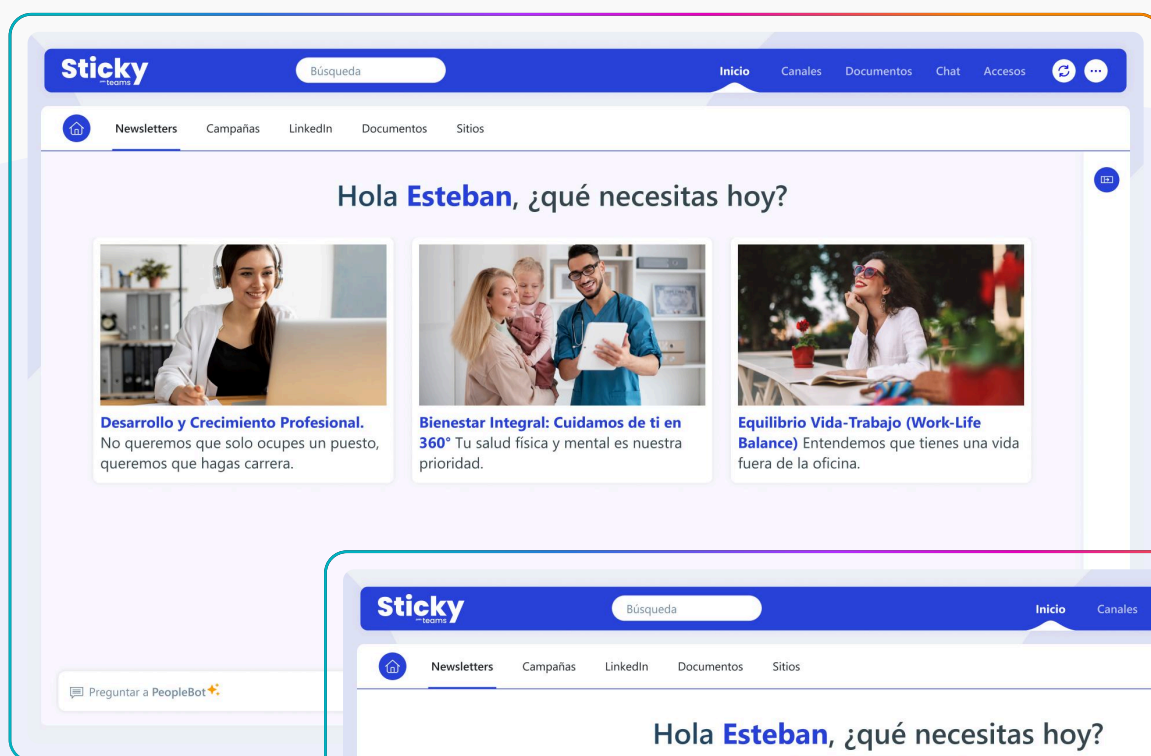 Sticky
teams
Búsqueda
Inicio Canales Documentos Chat Accesos
Newsletters Campañas LinkedIn Documentos Sitios
Hola Esteban, ¿qué necesitas hoy?
Desarrollo y Crecimiento Profesional.
No queremos que solo ocupes un puesto,
queremos que hagas carrera.
Bienestar Integral: Cuidamos de ti en
360° Tu salud física y mental es nuestra
prioridad.
Equilibrio Vida-Trabajo (Work-Life
Balance) Entendemos que tienes una vida
fuera de la oficina.
Preguntar a PeopleBot
Sticky
teams
Búsqueda
Inicio Canales
Newsletters Campañas LinkedIn Documentos Sitios
Hola Esteban, ¿qué necesitas hoy?